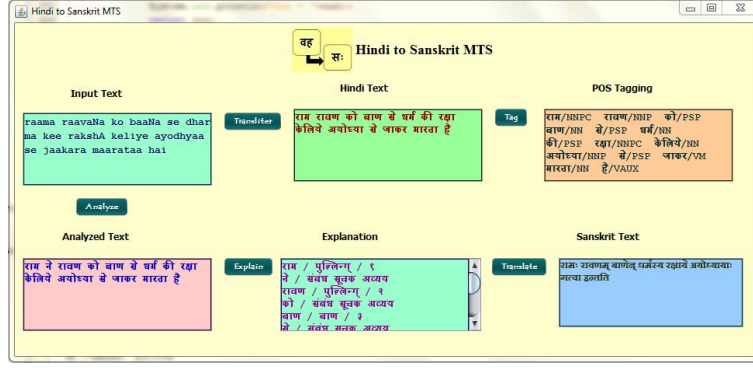 Hindi to Sanskrit MTS
वह
सः
Hindi to Sanskrit MTS
Input Text
Hindi Text
POS Tagging
raama raavaNa ko baaNa se dhar
ma kee rakshA keliye ayodhyaa
se jaakara maarataa hai
Transliter
राम रावण को बाण से धर्म की रक्षा
केलिये अयोध्या से जाकर मारता है
Tag
राम/NNPC रावण/NNP को/PSP
बाण/NN से/PSP धर्म/NN
की/PSP रक्षा/NNPC केलिये/NN
अयोध्या/NNP से/PSP जाकर/VM
मारता/NN है/VAUX
Analyze
Analyzed Text
Explanation
Sanskrit Text
राम ने रावण को बाण से धर्म की रक्षा
केलिये अयोध्या से जाकर मारता है
Explain
राम / पुल्लिन्ग् / १
ने / संबंध सूचक अव्यय
रावण / पुल्लिन्ग् / २
को / संबंध सूचक अव्यय
बाण / बाण / ३
से / संबंध सूचक अव्यय
Translate
रामः रावणम् बाणेन् धर्मस्य रक्षायै अयोध्यायाः
गत्वा हन्तति